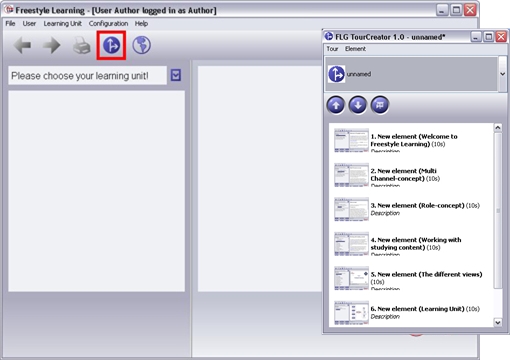 Freestyle Learning - [User Author logged in as Author]
File User Learning Unit Configuration Help
Please choose your learning unit!
FLG TourCreator 1.0 - unnamed*
Tour Element
unnamed
1. New element (Welcome to
Freestyle Learning) (10s)
Description
2. New element (Multi
Channel-concept) (10s)
Description
3. New element (Role-concept) (10s)
Description
4. New element (Working with
studying content) (10s)
Description
5. New element (The different views)
(10s)
Description
6. New element (Learning Unit) (10s)
Description